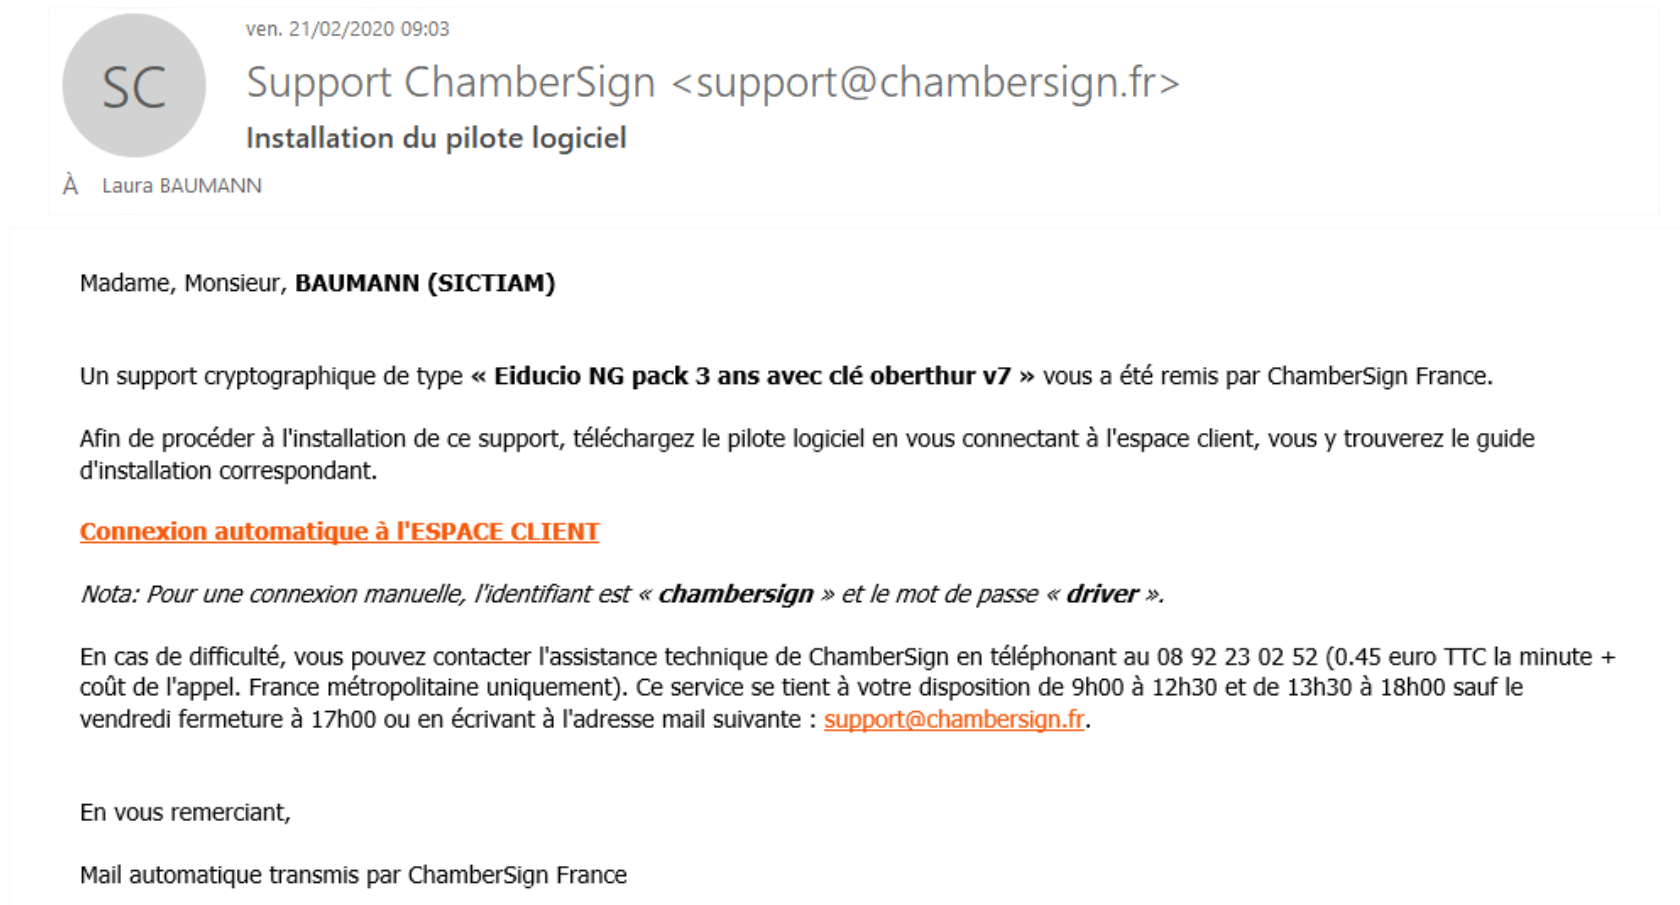 SC
ven. 21/02/2020 09:03
Support ChamberSign <support@chambersign.fr>
Installation du pilote logiciel
À Laura BAUMANN
Madame, Monsieur, BAUMANN (SICTIAM)
Un support cryptographique de type « Eiducio NG pack 3 ans avec clé oberthur v7 » vous a été remis par ChamberSign France.
Afin de procéder à l'installation de ce support, téléchargez le pilote logiciel en vous connectant à l'espace client, vous y trouverez le guide
d'installation correspondant.
Connexion automatique à l'ESPACE CLIENT
Nota: Pour une connexion manuelle, l'identifiant est « chambersign » et le mot de passe « driver ».
En cas de difficulté, vous pouvez contacter l'assistance technique de ChamberSign en téléphonant au 08 92 23 02 52 (0.45 euro TTC la minute +
coût de l'appel. France métropolitaine uniquement). Ce service se tient à votre disposition de 9h00 à 12h30 et de 13h30 à 18h00 sauf le
vendredi fermeture à 17h00 ou en écrivant à l'adresse mail suivante : support@chambersign.fr.
En vous remerciant,
Mail automatique transmis par ChamberSign France